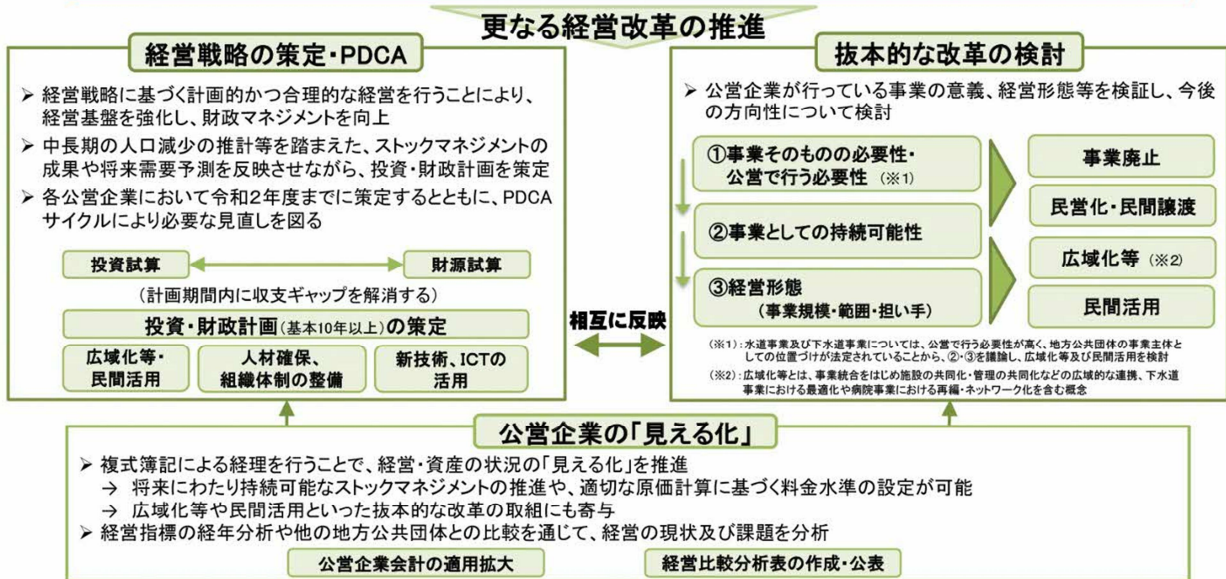 更なる経営改革の推進
経営戦略の策定・PDCA
➢ 経営戦略に基づく計画的かつ合理的な経営を行うことにより、
経営基盤を強化し、財政マネジメントを向上
➢ 中長期の人口減少の推計等を踏まえた、ストックマネジメントの
成果や将来需要予測を反映させながら、投資・財政計画を策定
➢ 各公営企業において令和2年度までに策定するとともに、PDCA
サイクルにより必要な見直しを図る
投資試算
財源試算
(計画期間内に収支ギャップを解消する)
投資・財政計画(基本10年以上)の策定
広域化等・
民間活用
人材確保、
組織体制の整備
新技術、ICTの
活用
相互に反映
抜本的な改革の検討
➢ 公営企業が行っている事業の意義、経営形態等を検証し、今後
の方向性について検討
①事業そのものの必要性・
公営で行う必要性 (※1)
②事業としての持続可能性
③経営形態
(事業規模・範囲・担い手)
事業廃止
民営化・民間譲渡
広域化等 (※2)
民間活用
(※1):水道事業及び下水道事業については、公営で行う必要性が高く、地方公共団体の事業主体と
しての位置づけが法定されていることから、②・③を議論し、広域化等及び民間活用を検討
(※2):広域化等とは、事業統合をはじめ施設の共同化・管理の共同化などの広域的な連携、下水道
事業における最適化や病院事業における再編・ネットワーク化を含む概念
公営企業の「見える化」
➢ 複式簿記による経理を行うことで、経営・資産の状況の「見える化」を推進
→ 将来にわたり持続可能なストックマネジメントの推進や、適切な原価計算に基づく料金水準の設定が可能
→ 広域化等や民間活用といった抜本的な改革の取組にも寄与
➢ 経営指標の経年分析や他の地方公共団体との比較を通じて、経営の現状及び課題を分析
公営企業会計の適用拡大
経営比較分析表の作成・公表